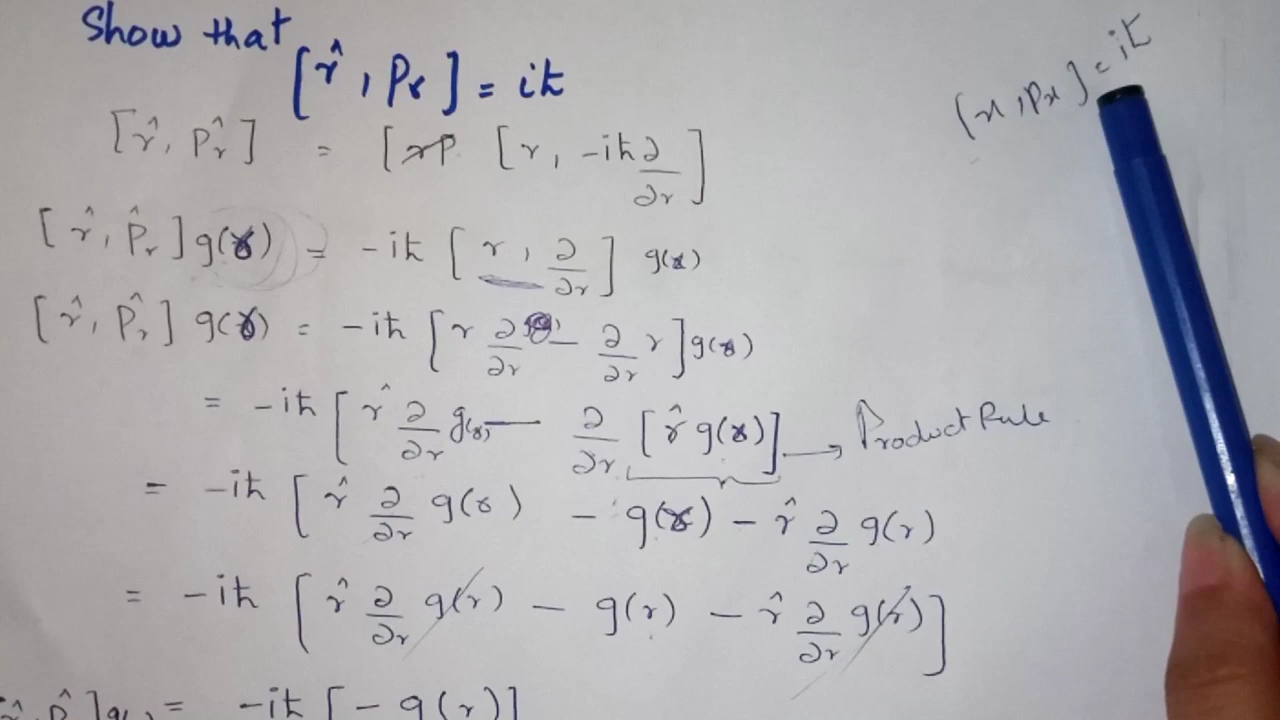 Show that
[r̂, Pr] = iħ
[x, px] = iħ
[r̂, P̂r] = [r, -iħ ∂/∂r]
[r̂, P̂r] g(r) = -iħ [r, ∂/∂r] g(r)
[r̂, P̂r] g(r) = -iħ [r ∂/∂r - ∂/∂r r] g(r)
= -iħ [r̂ ∂/∂r g(r) - ∂/∂r [r̂ g(r)] → Product Rule
= -iħ [r̂ ∂/∂r g(r) - g(r) - r̂ ∂/∂r g(r)
= -iħ [r̂ ∂/∂r g(r) - g(r) - r̂ ∂/∂r g(r)]
= -iħ [- g(r)]